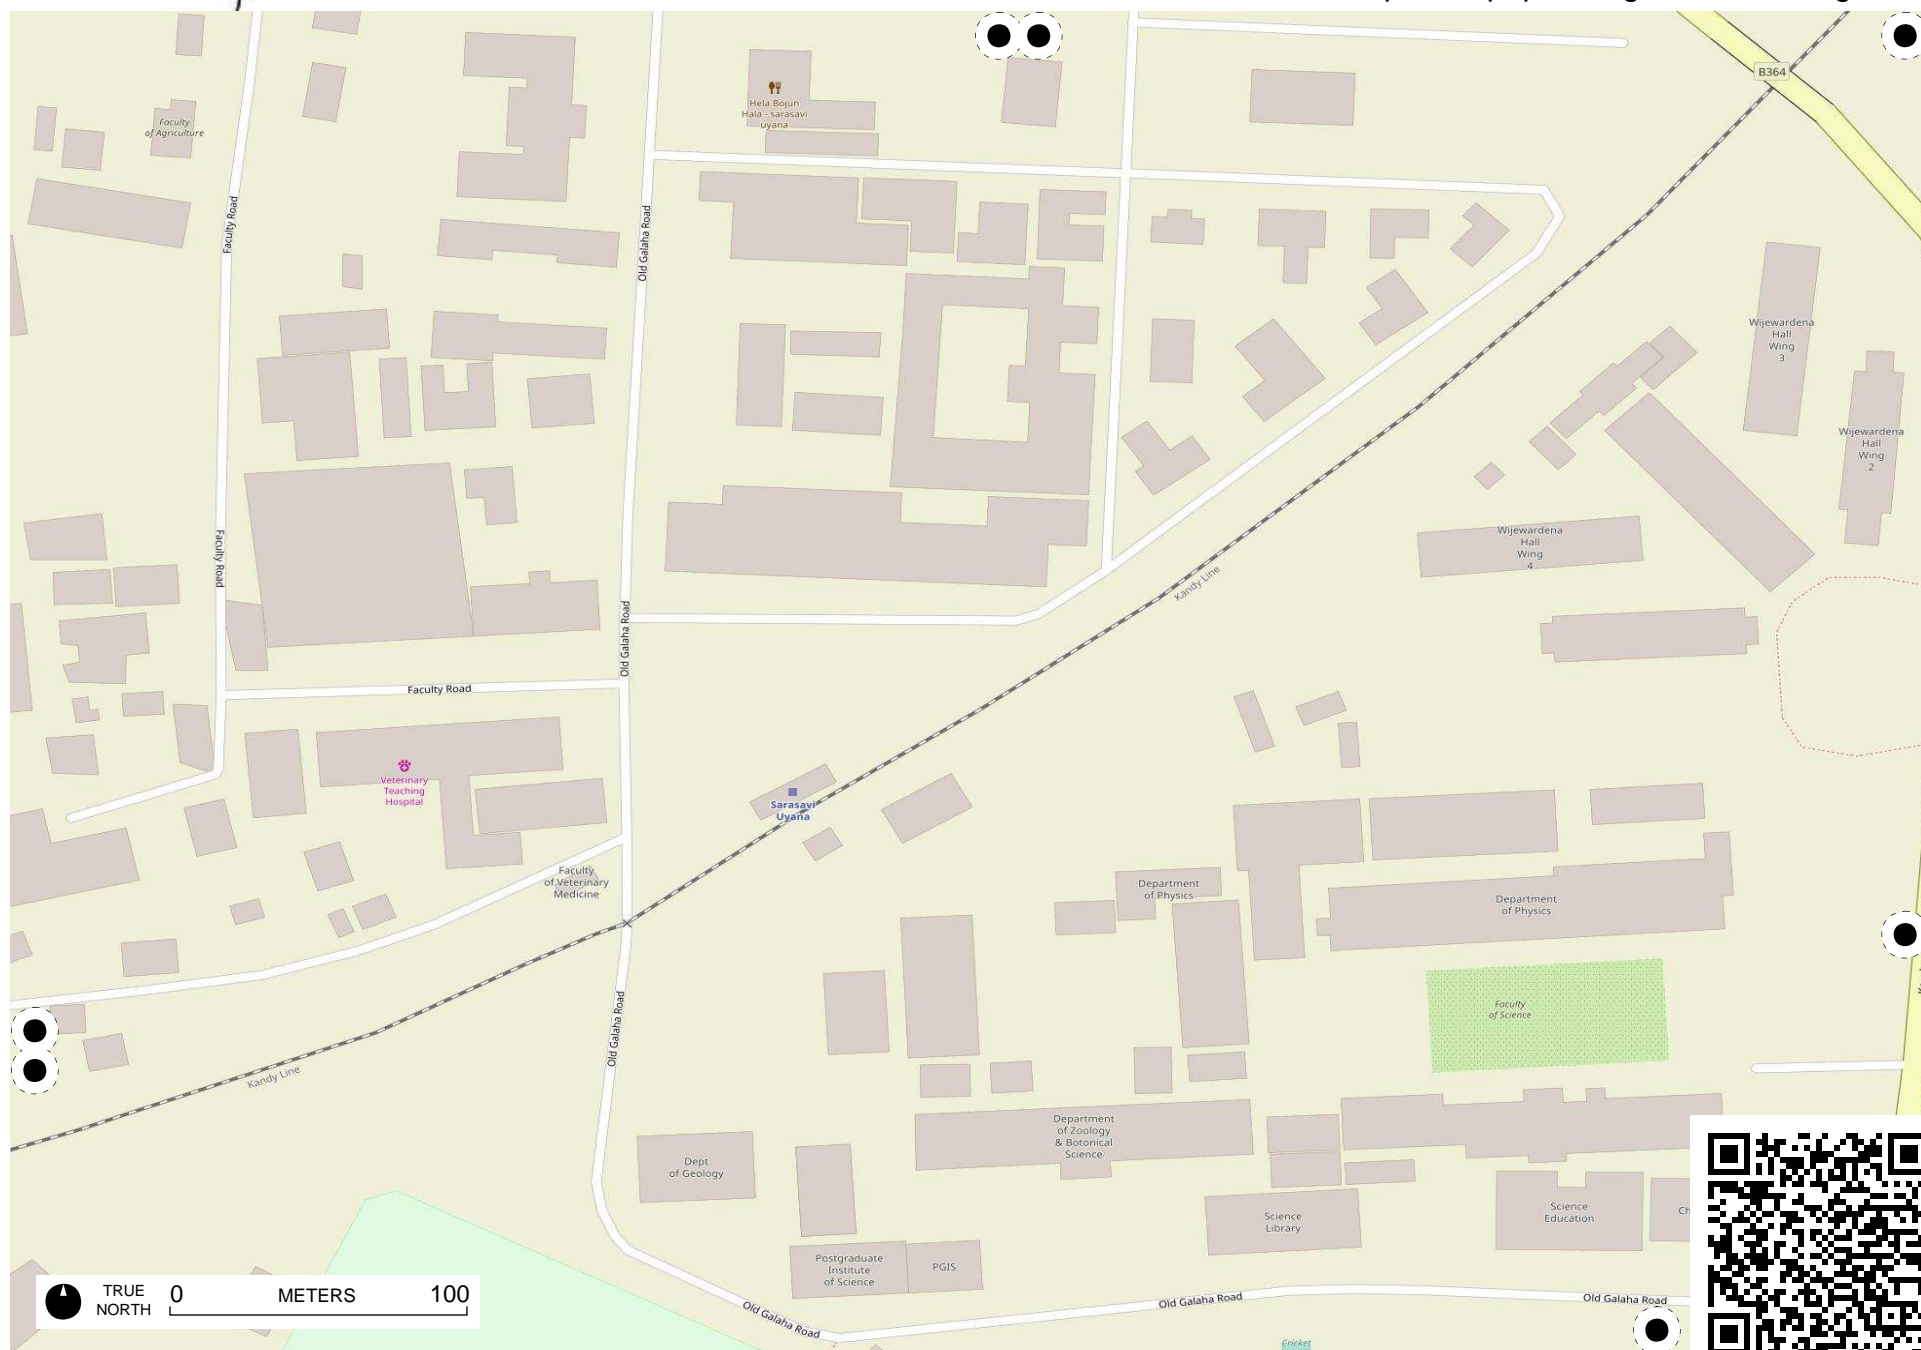 B364
Hela Bojun
Hala - sarasavi
uyana
Faculty
of Agriculture
Faculty Road
Old Galaha Road
Wijewardena
Hall
Wing
3
Wijewardena
Hall
Wing
2
Faculty Road
Wijewardena
Hall
Wing
4
Kandy Line
Old Galaha Road
Faculty Road
Veterinary
Teaching
Hospital
Sarasavi
Uyana
Faculty
of Veterinary
Medicine
Department
of Physics
Department
of Physics
Faculty
of Science
Old Galaha Road
Kandy Line
Department
of Zoology
& Botonical
Science
Dept
of Geology
Science
Library
Science
Education
Ch
Postgraduate
Institute
of Science
PGIS
TRUE
NORTH
0 METERS 100
Old Galaha Road
Old Galaha Road
Old Galaha Road
Cricket